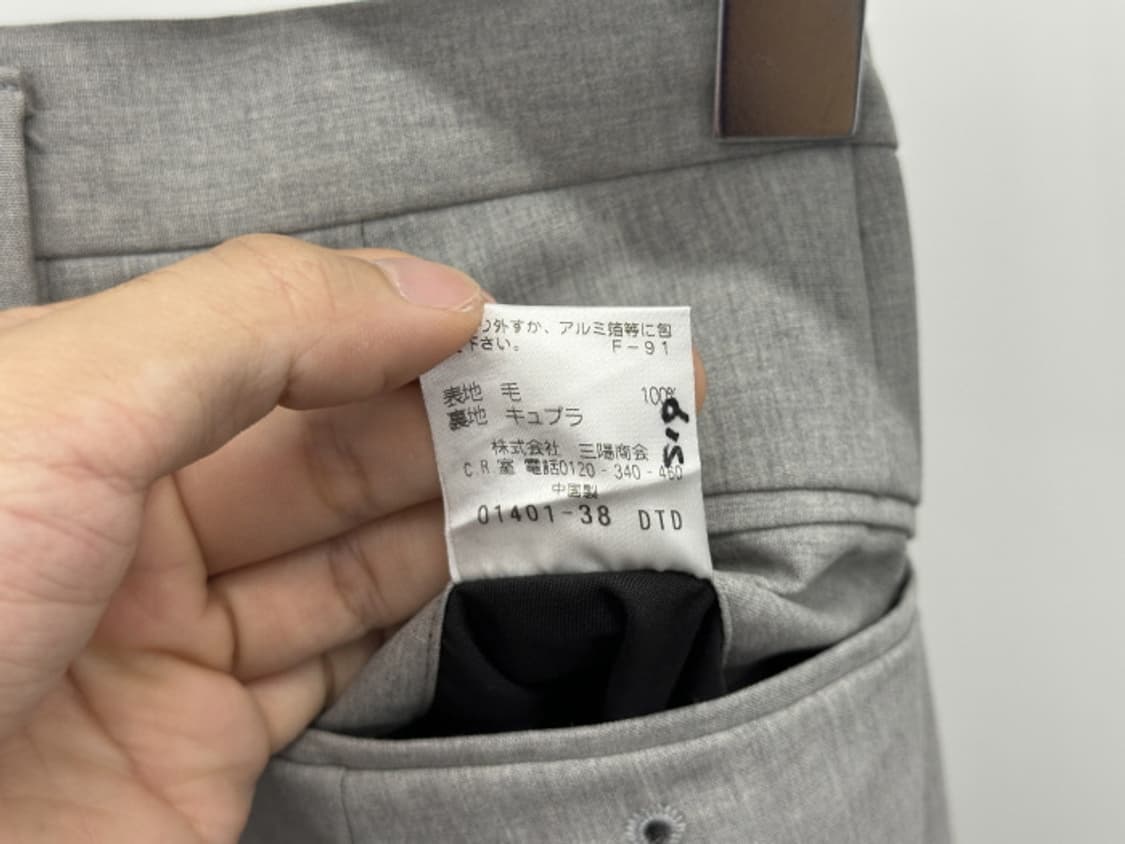 り外すか、アルミ箔等に包
下さい。 F-91
表地 毛 100%
裏地 キュプラ
株式会社 三陽商会
C.R.室 電話0120-340-460
中国製
01401-38 DTD